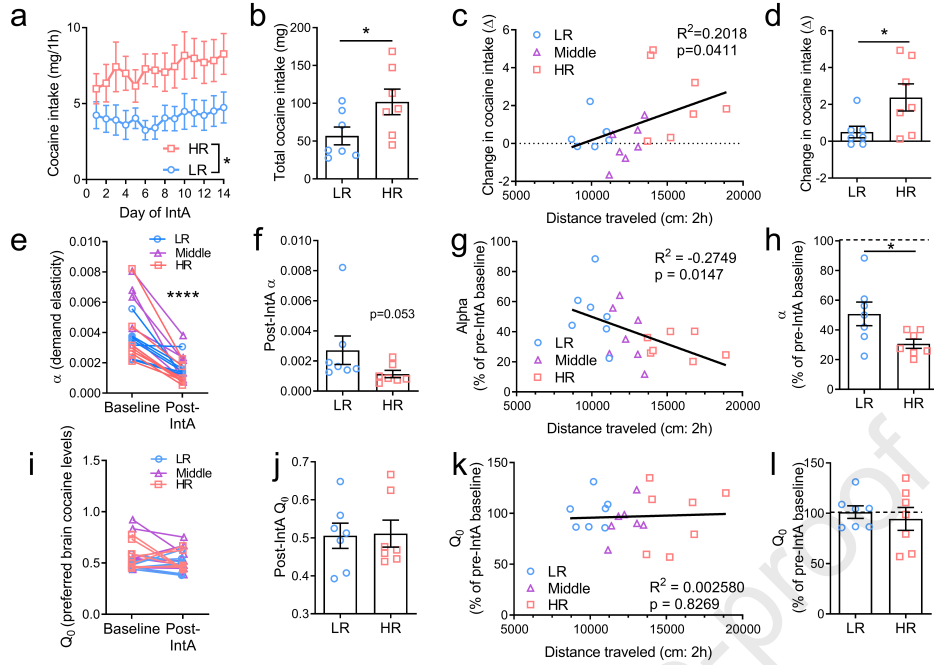 a
Cocaine intake (mg/1h)
15
10
5
0
HR
LR
*
0 2 4 6 8 10 12 14
Day of IntA
b
Total cocaine intake (mg)
200
150
100
50
0
*
LR HR
c
Change in cocaine intake (Δ)
6
4
2
0
-2
LR
Middle
HR
R²=0.2018
p=0.0411
5000 10000 15000 20000
Distance traveled (cm: 2h)
d
Change in cocaine intake (Δ)
6
4
2
0
-2
*
LR HR
e
α (demand elasticity)
0.010
0.008
0.006
0.004
0.002
0.000
LR
Middle
HR
****
Baseline Post-
IntA
f
Post-IntA α
0.010
0.008
0.006
0.004
0.002
0.000
p=0.053
LR HR
g
Alpha
(% of pre-IntA baseline)
100
80
60
40
20
0
R² = -0.2749
p = 0.0147
LR
Middle
HR
5000 10000 15000 20000
Distance traveled (cm: 2h)
h
α
(% of pre-IntA baseline)
100
80
60
40
20
0
*
LR HR
i
Q₀ (preferred brain cocaine levels)
1.5
1.0
0.5
0.0
LR
Middle
HR
Baseline Post-
IntA
j
Post-IntA Q₀
0.7
0.6
0.5
0.4
0.3
LR HR
k
Q₀
(% of pre-IntA baseline)
150
100
50
0
LR
Middle
HR
R² = 0.002580
p = 0.8269
5000 10000 15000 20000
Distance traveled (cm: 2h)
l
Q₀
(% of pre-IntA baseline)
150
100
50
0
LR HR
-proof